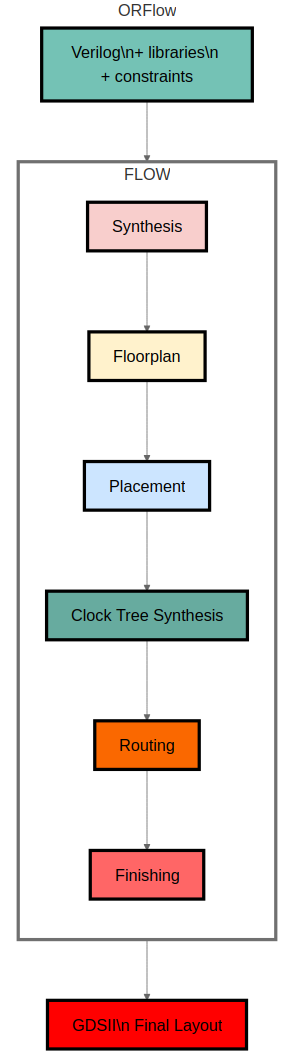 ORFlow
Verilog\n+ libraries\n
+ constraints
FLOW
Synthesis
Floorplan
Placement
Clock Tree Synthesis
Routing
Finishing
GDSII\n Final Layout